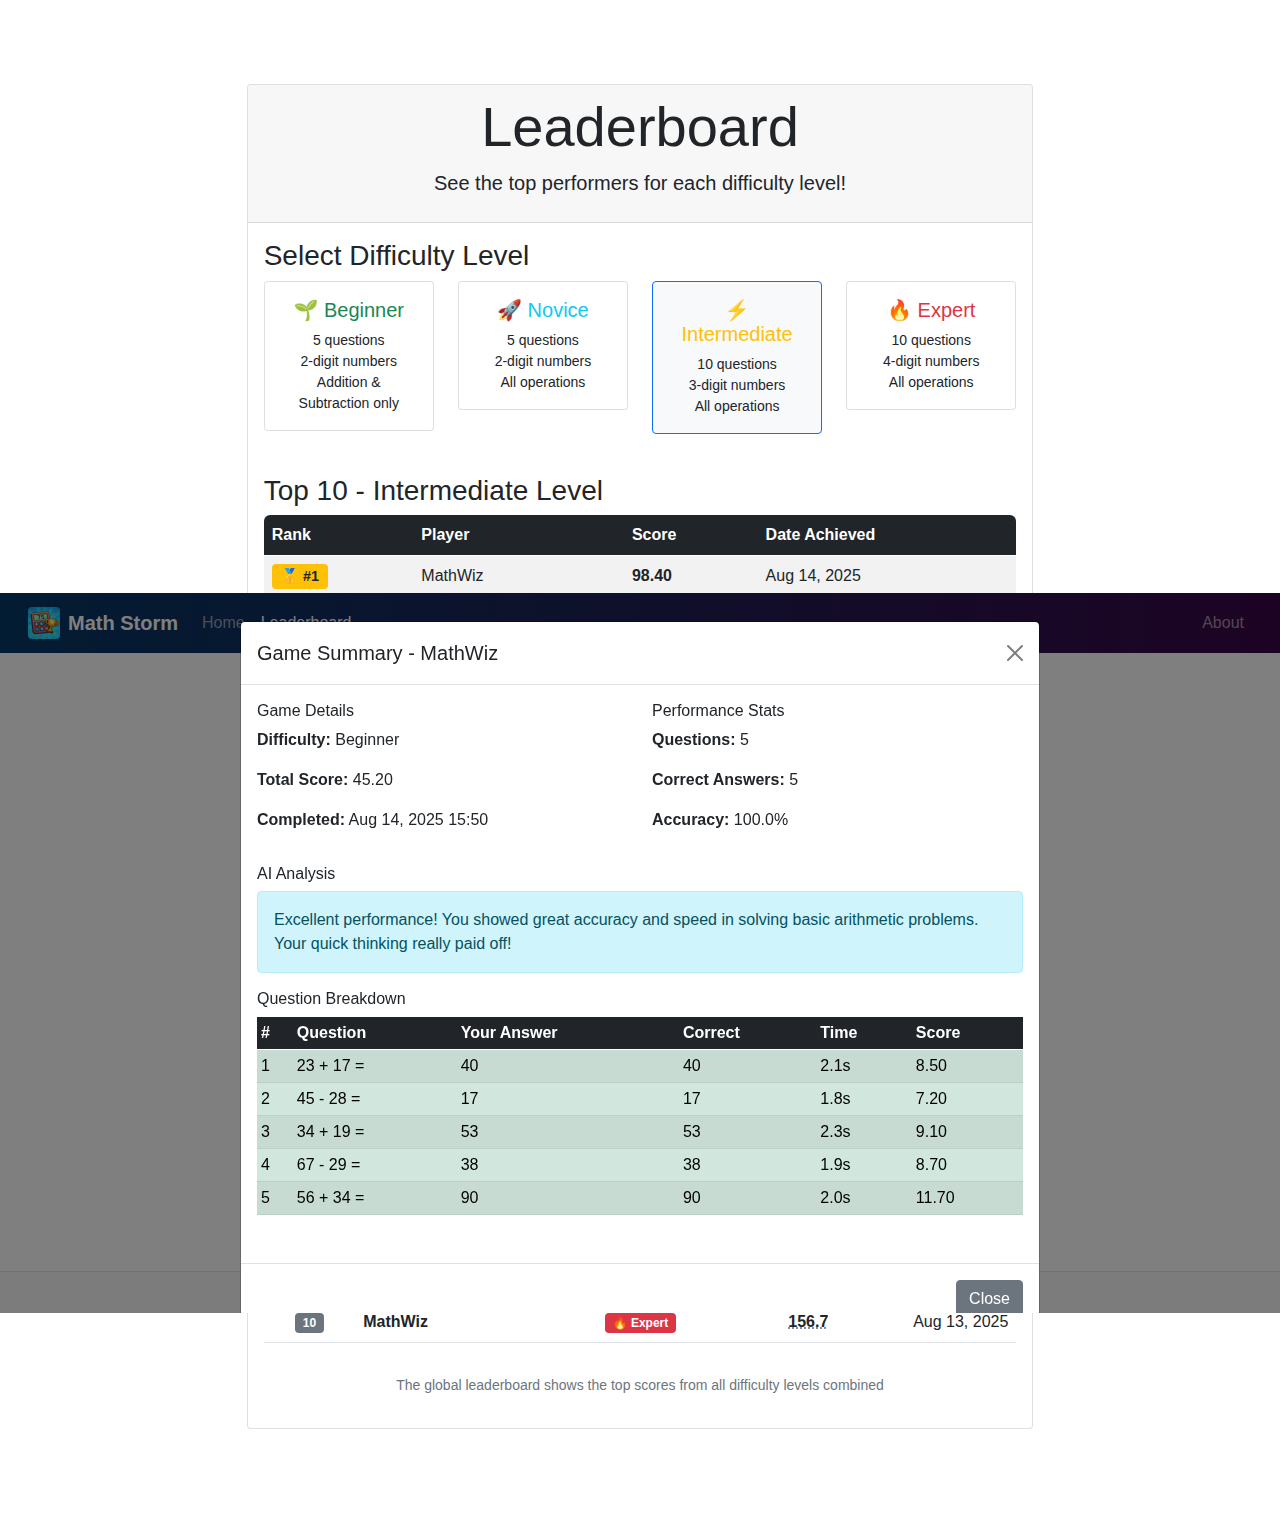 Leaderboard
See the top performers for each difficulty level!
Select Difficulty Level
🌱 Beginner
5 questions
2-digit numbers
Addition &
Subtraction only
🚀 Novice
5 questions
2-digit numbers
All operations
⚡
Intermediate
10 questions
3-digit numbers
All operations
🔥 Expert
10 questions
4-digit numbers
All operations
Top 10 - Intermediate Level
Rank Player Score Date Achieved
🥇 #1 MathWiz 98.40 Aug 14, 2025
Math Storm Home Leaderboard About
Game Summary - MathWiz
Game Details
Difficulty: Beginner
Total Score: 45.20
Completed: Aug 14, 2025 15:50
Performance Stats
Questions: 5
Correct Answers: 5
Accuracy: 100.0%
AI Analysis
Excellent performance! You showed great accuracy and speed in solving basic arithmetic problems.
Your quick thinking really paid off!
Question Breakdown
# Question Your Answer Correct Time Score
1 23 + 17 = 40 40 2.1s 8.50
2 45 - 28 = 17 17 1.8s 7.20
3 34 + 19 = 53 53 2.3s 9.10
4 67 - 29 = 38 38 1.9s 8.70
5 56 + 34 = 90 90 2.0s 11.70
Close
10 MathWiz 🔥 Expert 156.7 Aug 13, 2025
The global leaderboard shows the top scores from all difficulty levels combined